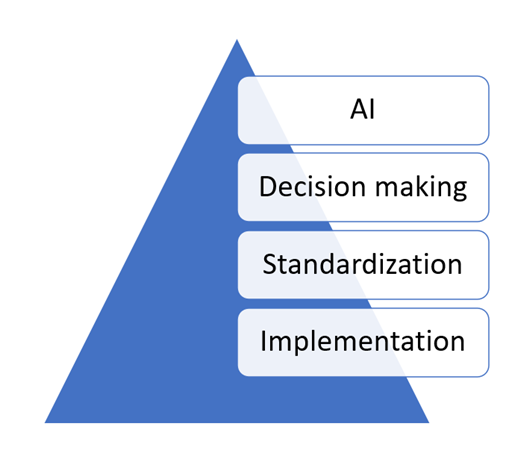 AI
Decision making
Standardization
Implementation